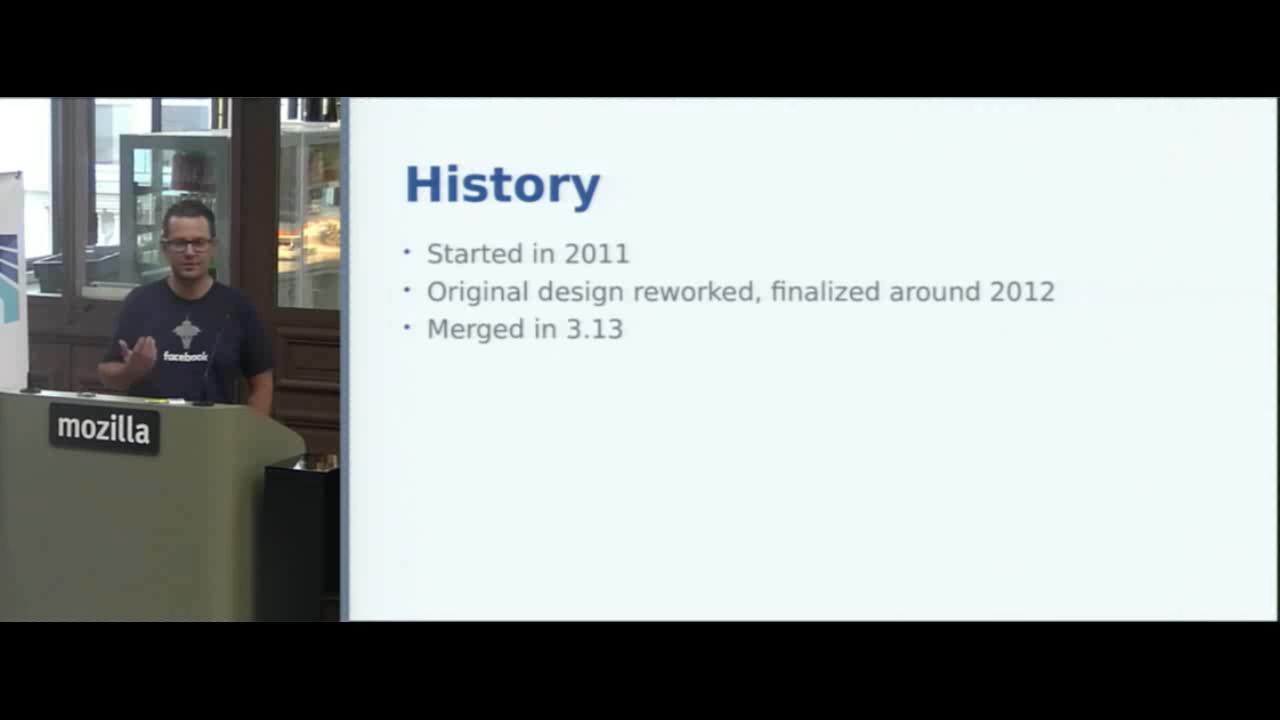 History
Started in 2011
Original design reworked, finalized around 2012
Merged in 3.13
facebook
mozilla